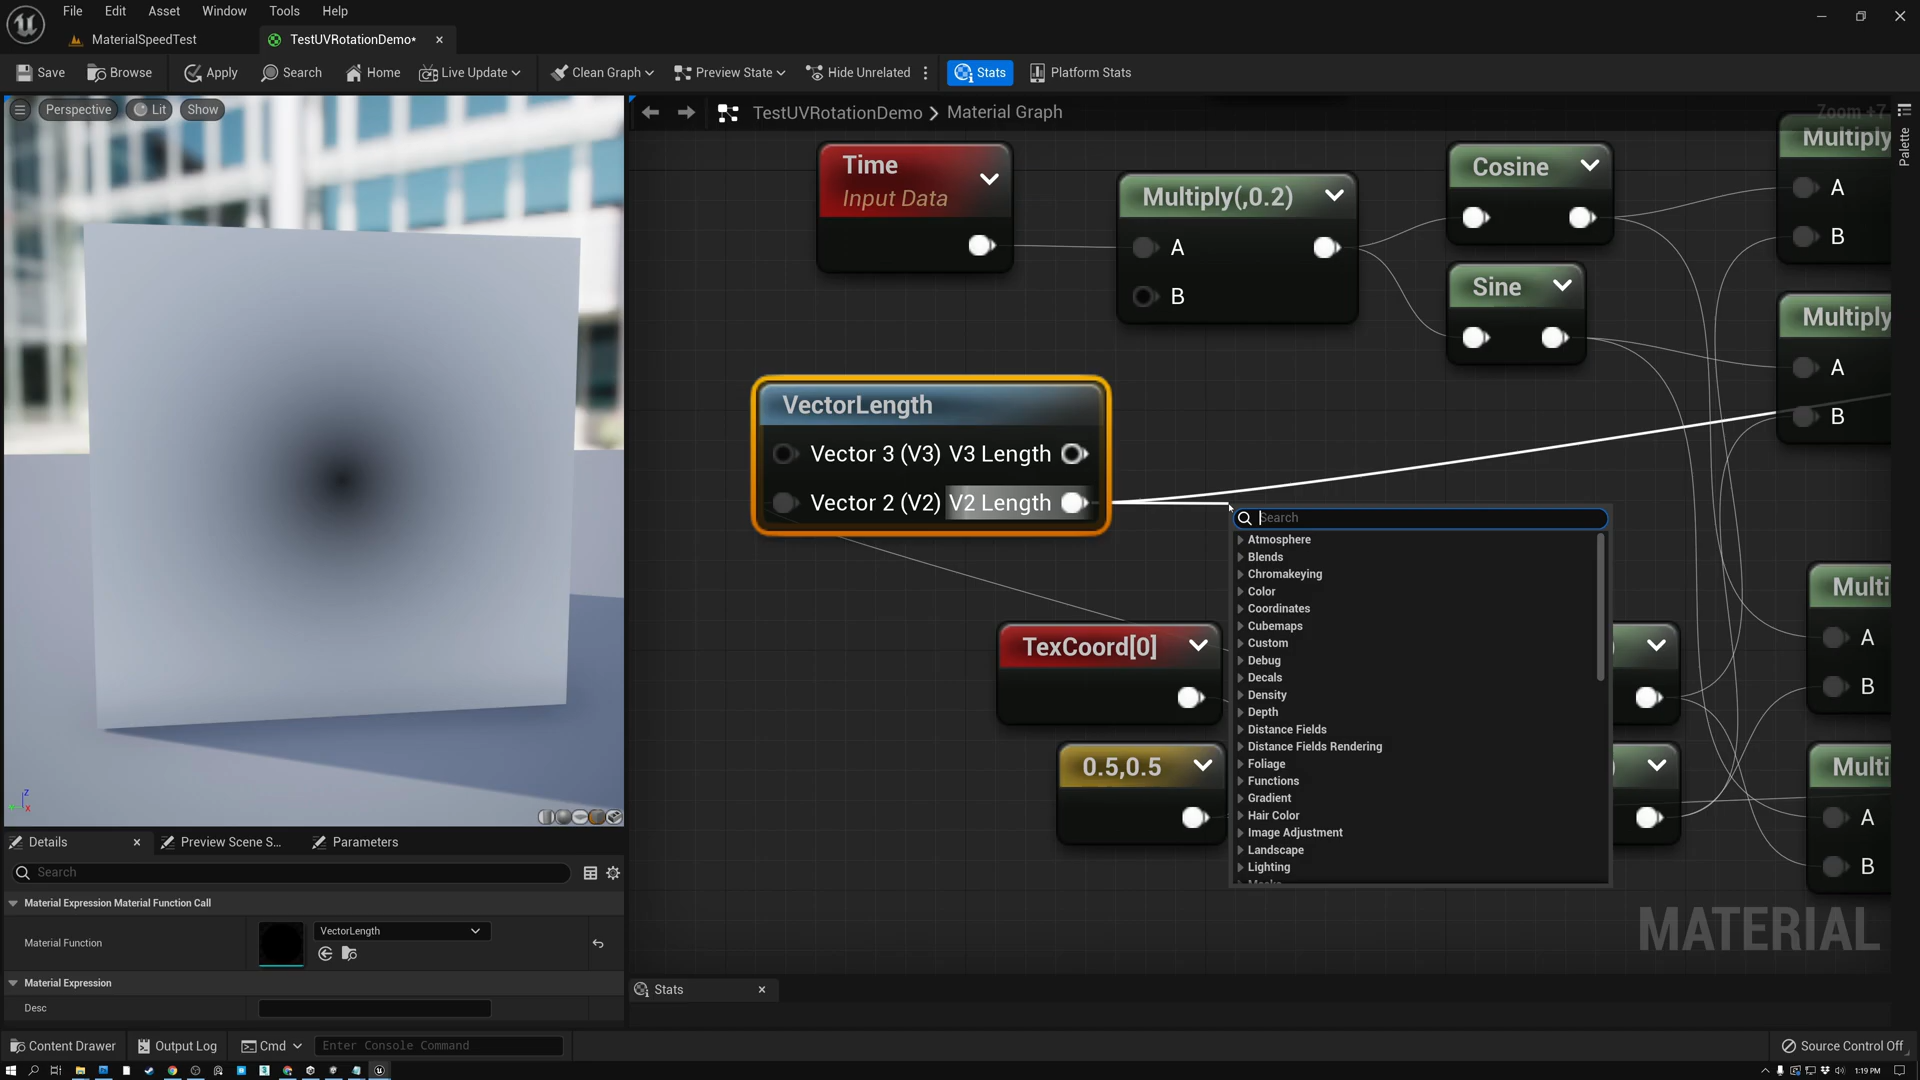 File Edit Asset Window Tools Help
MaterialSpeedTest
TestUVRotationDemo*
Save Browse Apply Search Home Live Update Clean Graph Preview State Hide Unrelated Stats Platform Stats
Perspective Lit Show
TestUVRotationDemo Material Graph
Zoom +7
Palette
Time
Input Data
Multiply(,0.2)
A
B
Cosine
Sine
Multiply
A
B
Multiply
A
B
VectorLength
Vector 3 (V3) V3 Length
Vector 2 (V2) V2 Length
Search
Atmosphere
Blends
Chromakeying
Color
Coordinates
Cubemaps
Custom
Debug
Decals
Density
Depth
Distance Fields
Distance Fields Rendering
Foliage
Functions
Gradient
Hair Color
Image Adjustment
Landscape
Lighting
TexCoord[0]
0.5,0.5
)
)
Multi
A
B
Multi
A
B
MATERIAL
z
x
Details Preview Scene S... Parameters
Search
Material Expression Material Function Call
Material Function
VectorLength
Material Expression
Desc
Stats
Content Drawer Output Log Cmd Enter Console Command Source Control Off
1:19 PM